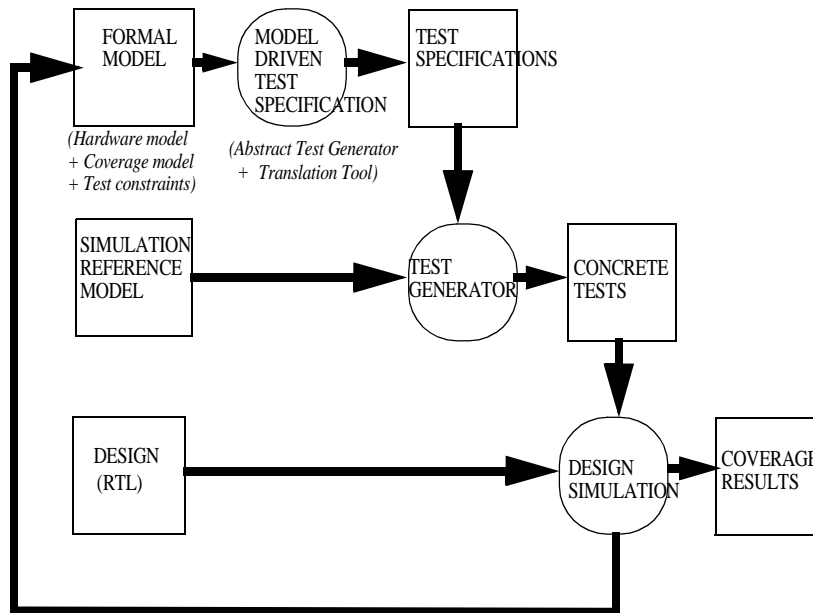 FORMAL
MODEL
MODEL
DRIVEN
TEST
SPECIFICATION
TEST
SPECIFICATIONS
(Hardware model
+ Coverage model
+ Test constraints)
(Abstract Test Generator
+ Translation Tool)
SIMULATION
REFERENCE
MODEL
TEST
GENERATOR
CONCRETE
TESTS
DESIGN
(RTL)
DESIGN
SIMULATION
COVERAGE
RESULTS